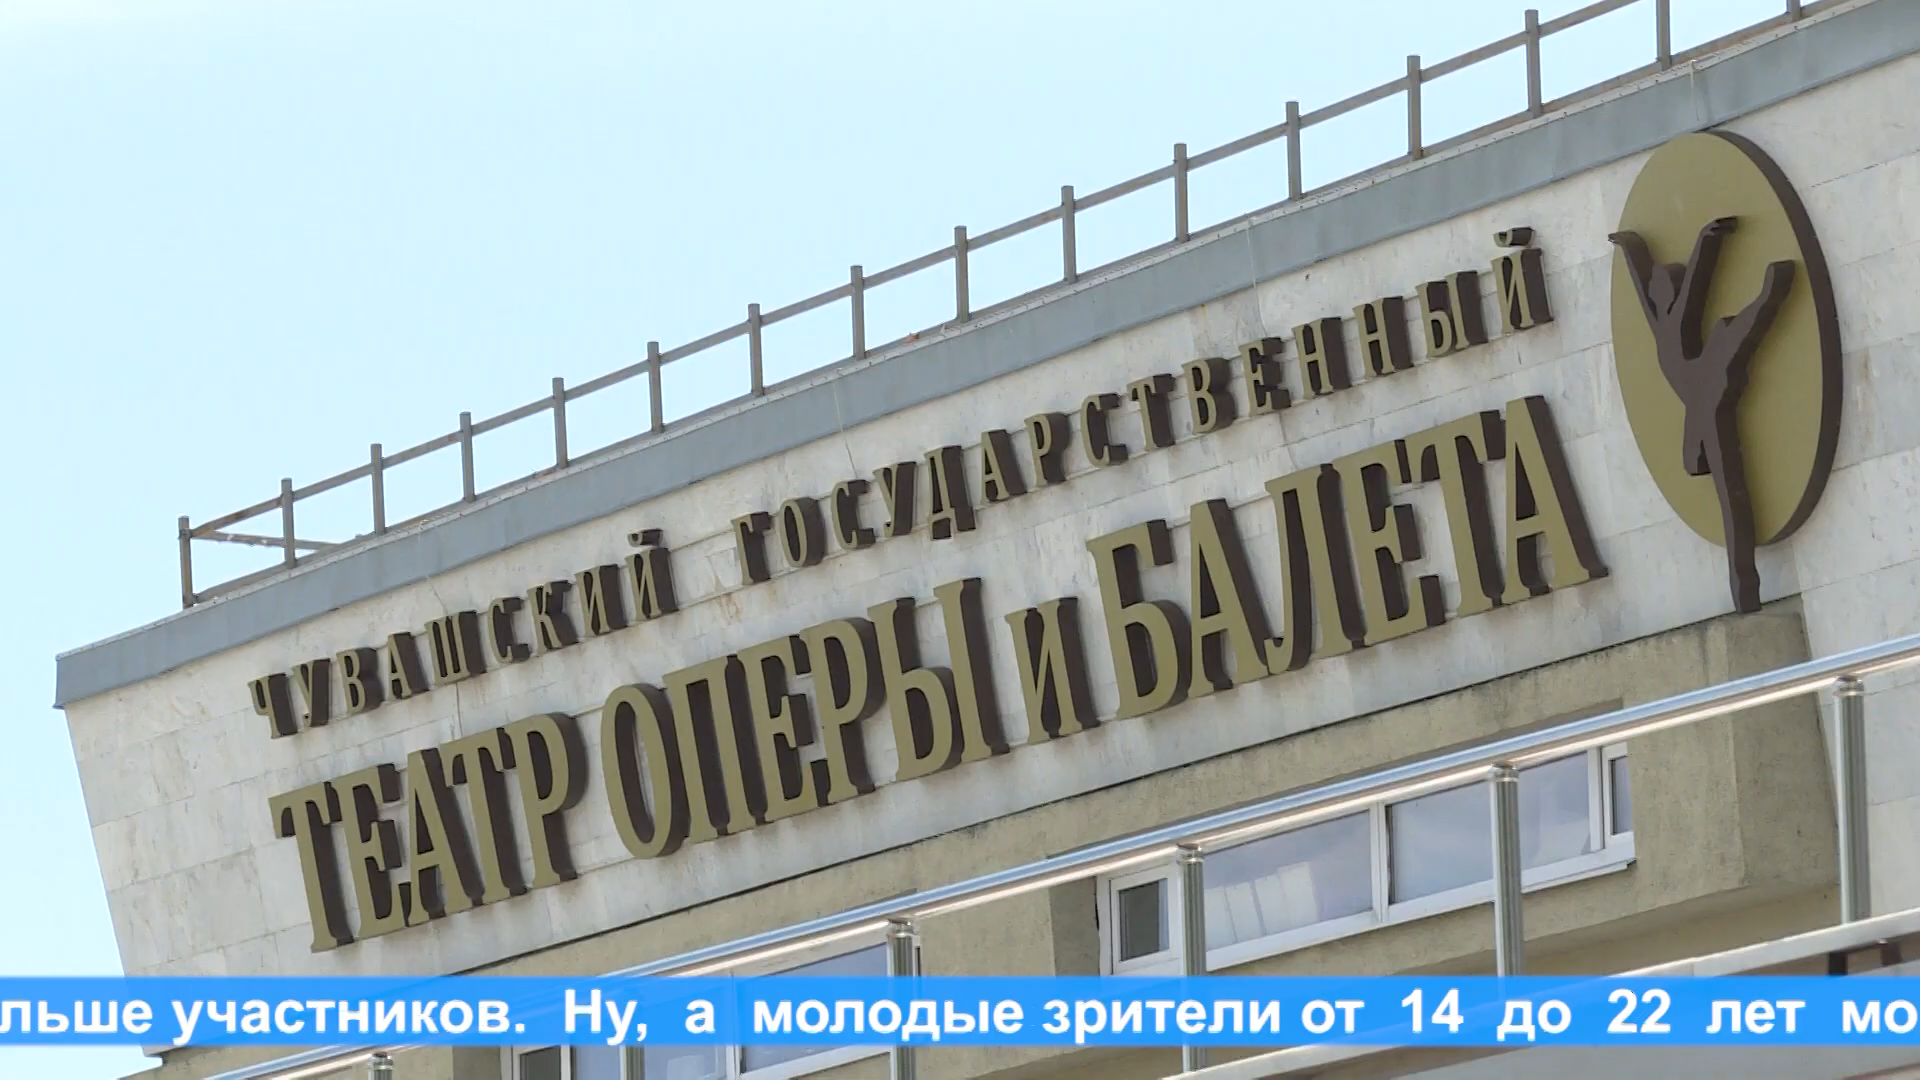 ЧУВАШСКИЙ ГОСУДАРСТВЕННЫЙ
ТЕАТР ОПЕРЫ И БАЛЕТА
льше участников. Ну, а молодые зрители от 14 до 22 лет мо